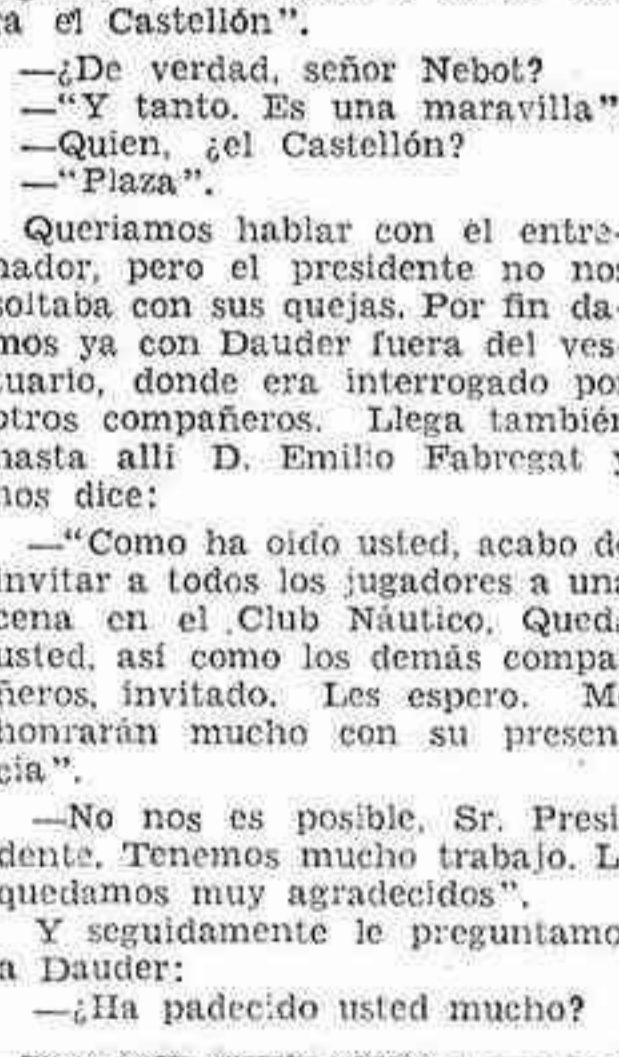 ga el Castellón".
—¿De verdad, señor Nebot?
—"Y tanto. Es una maravilla"
—Quien, ¿el Castellón?
—"Plaza".
Queriamos hablar con el entre-
nador, pero el presidente no nos
soltaba con sus quejas. Por fin da-
mos ya con Dauder fuera del ves-
tuario, donde era interrogado por
otros compañeros. Llega también
hasta allí D. Emilio Fabregat y
nos dice:
—"Como ha oido usted, acabo de
invitar a todos los jugadores a una
cena en el Club Náutico. Queda
usted, así como los demás compa-
ñeros, invitado. Les espero. Me
honrarán mucho con su presen-
cia".
—No nos es posible, Sr. Presi-
dente. Tenemos mucho trabajo. Le
quedamos muy agradecidos".
Y seguidamente le preguntamos
a Dauder:
—¿Ha padecido usted mucho?